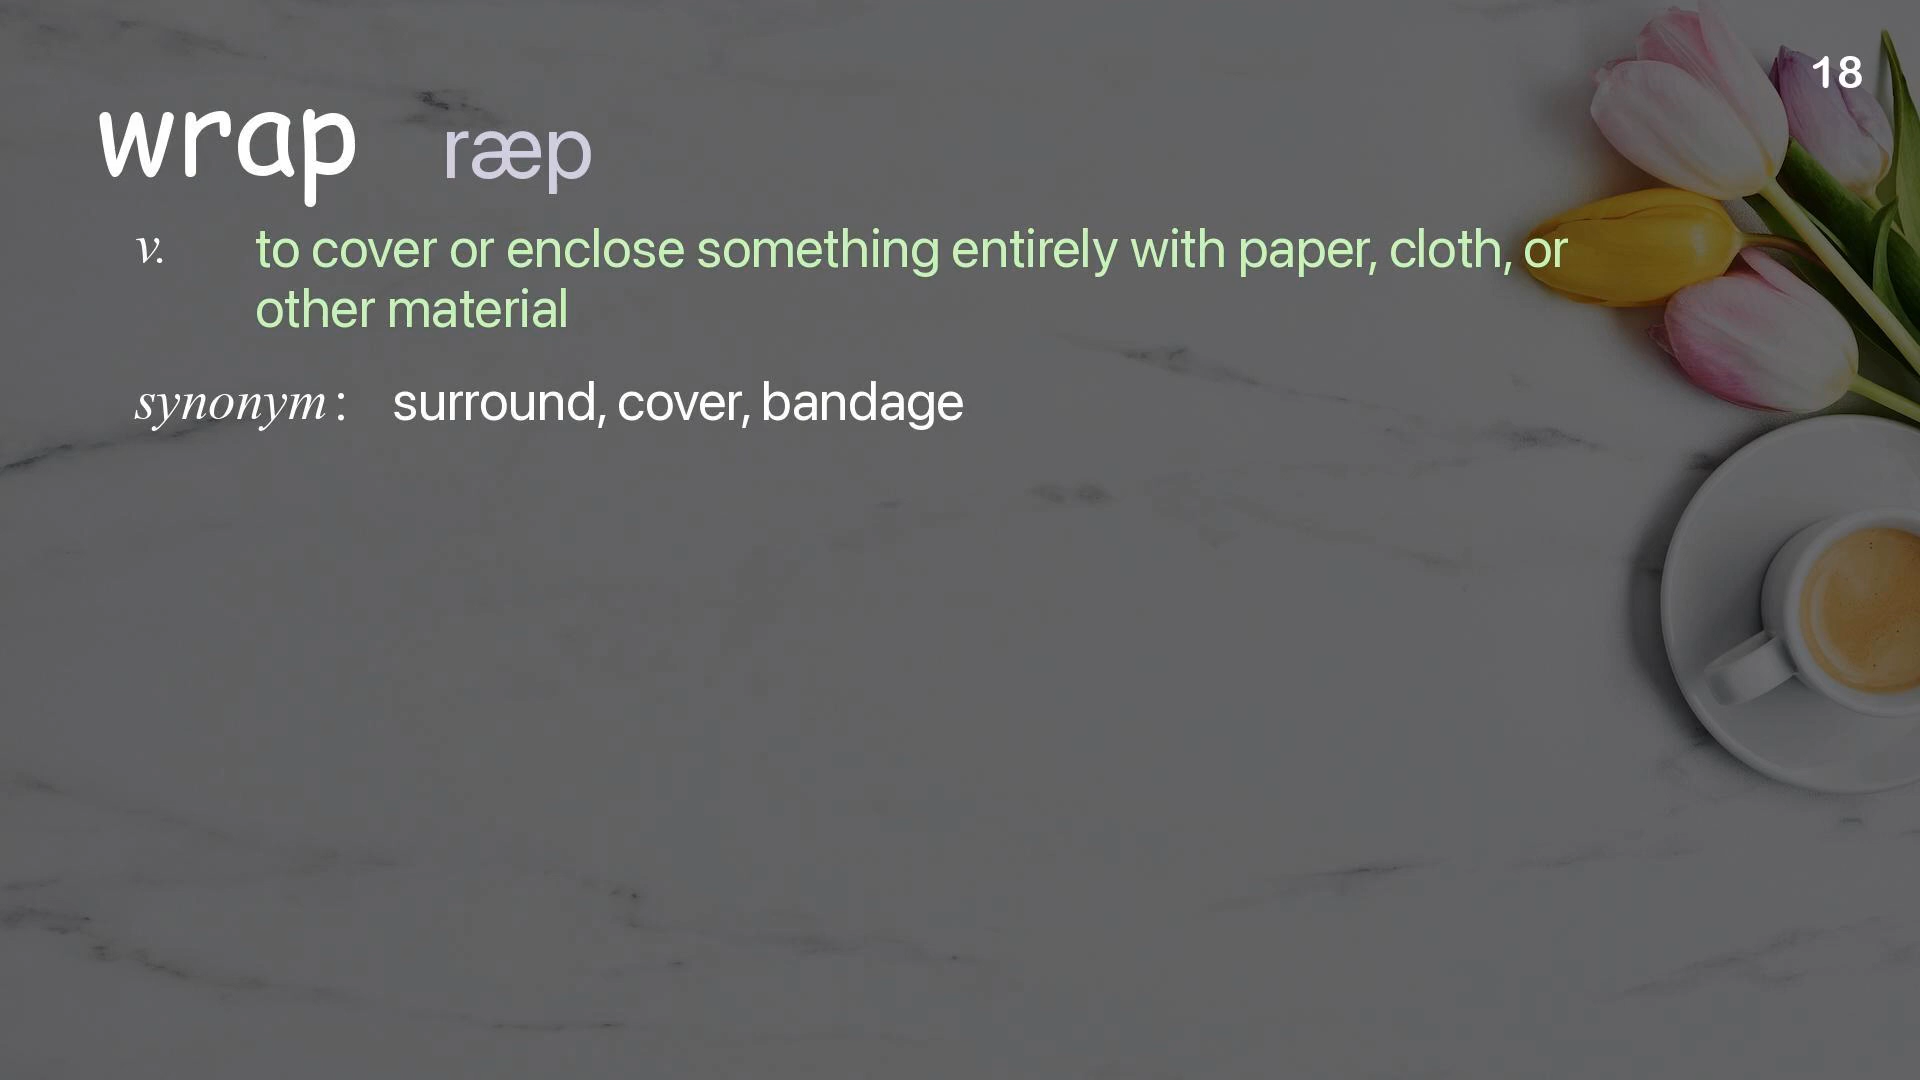 18
wrap ræp
v. to cover or enclose something entirely with paper, cloth, or
other material
synonym: surround, cover, bandage